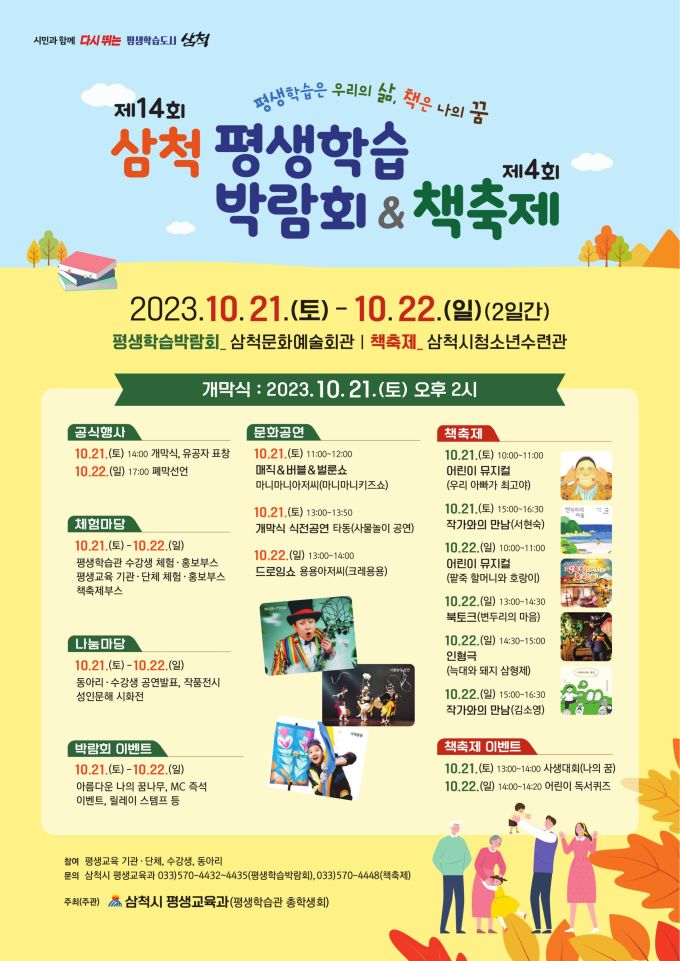 시민과 함께 다시 뛰는 평생학습도시 삼척
평생학습은 우리의 삶, 책은 나의 꿈
제14회
삼척 평생학습
박람회 & 제4회 책축제
2023.10.21.(토) - 10.22.(일)(2일간)
평생학습박람회_ 삼척문화예술회관 | 책축제_ 삼척시청소년수련관
개막식 : 2023.10.21.(토) 오후 2시
공식행사
10.21.(토) 14:00 개막식, 유공자 표창
10.22.(일) 17:00 폐막선언
체험마당
10.21.(토) - 10.22.(일)
평생학습관 수강생 체험·홍보부스
평생교육 기관·단체 체험·홍보부스
책축제부스
나눔마당
10.21.(토) - 10.22.(일)
동아리·수강생 공연발표, 작품전시
성인문해 시화전
박람회 이벤트
10.21.(토) - 10.22.(일)
아름다운 나의 꿈나무, MC 즉석
이벤트, 릴레이 스템프 등
문화공연
10.21.(토) 11:00~12:00
매직&버블&벌룬쇼
마니마니아저씨(마니마니키즈쇼)
10.21.(토) 13:00~13:50
개막식 식전공연 타동(사물놀이 공연)
10.22.(일) 13:00~14:00
드로잉쇼 용용아저씨(크레용용)
책축제
10.21.(토) 10:00~11:00
어린이 뮤지컬
(우리 아빠가 최고야)
10.21.(토) 15:00~16:30
작가와의 만남(서현숙)
10.22.(일) 10:00~11:00
어린이 뮤지컬
(팥죽 할머니와 호랑이)
10.22.(일) 13:00~14:30
북토크(변두리의 마음)
10.22.(일) 14:30~15:00
인형극
(늑대와 돼지 삼형제)
10.22.(일) 15:00~16:30
작가와의 만남(김소영)
책축제 이벤트
10.21.(토) 13:00~14:00 사생대회(나의 꿈)
10.22.(일) 14:00~14:20 어린이 독서퀴즈
참여 평생교육 기관·단체, 수강생, 동아리
문의 삼척시 평생교육과 033)570-4432~4435(평생학습박람회), 033)570-4448(책축제)
주최(주관) 삼척시 평생교육과(평생학습관 총학생회)